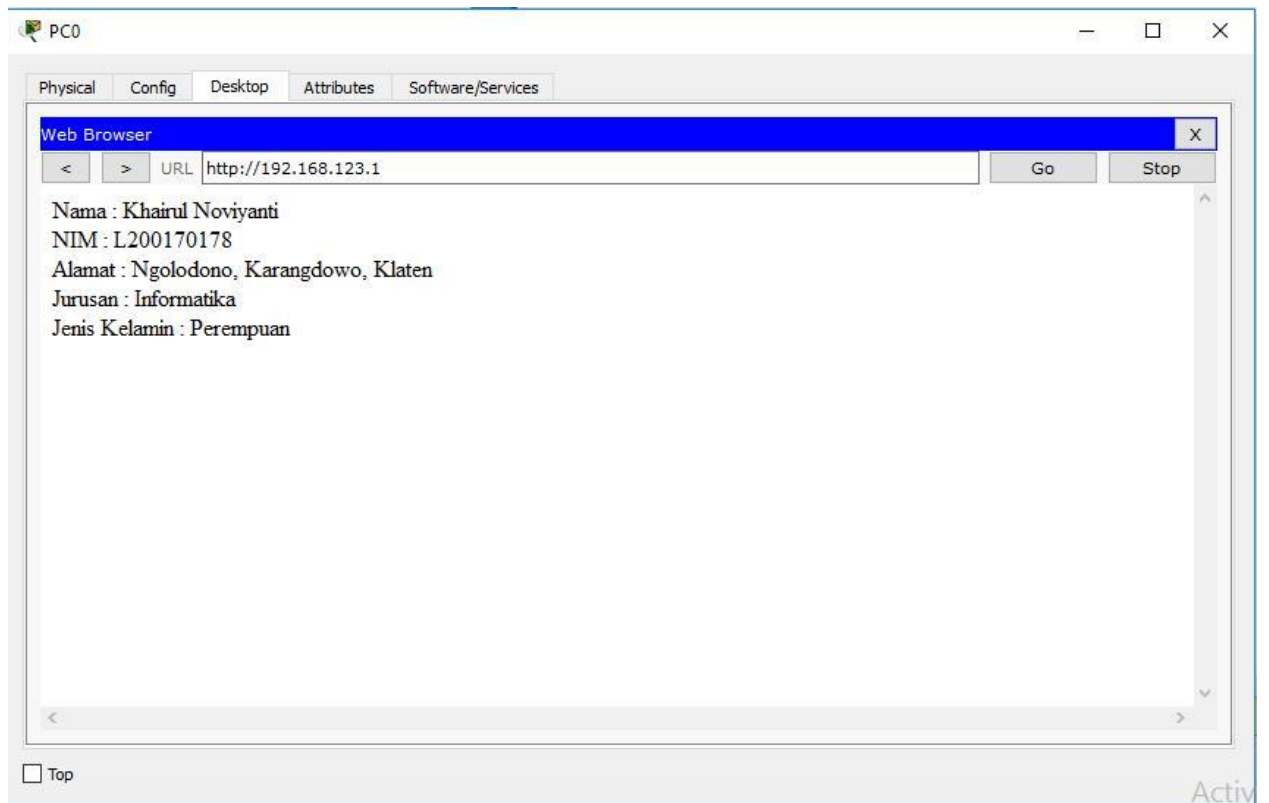 PC0
Physical Config Desktop Attributes Software/Services
Web Browser X
< > URL http://192.168.123.1 Go Stop
Nama : Khairul Noviyanti
NIM : L200170178
Alamat : Ngolodono, Karangdowo, Klaten
Jurusan : Informatika
Jenis Kelamin : Perempuan
Top
Activ